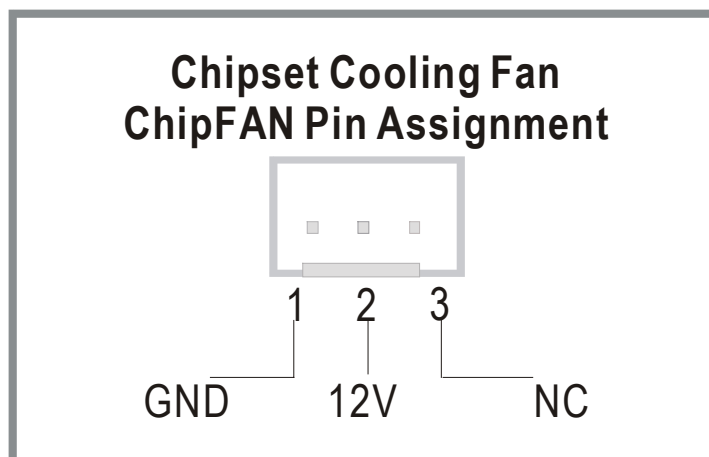 Chipset Cooling Fan
ChipFAN Pin Assignment
1 2 3
GND 12V NC